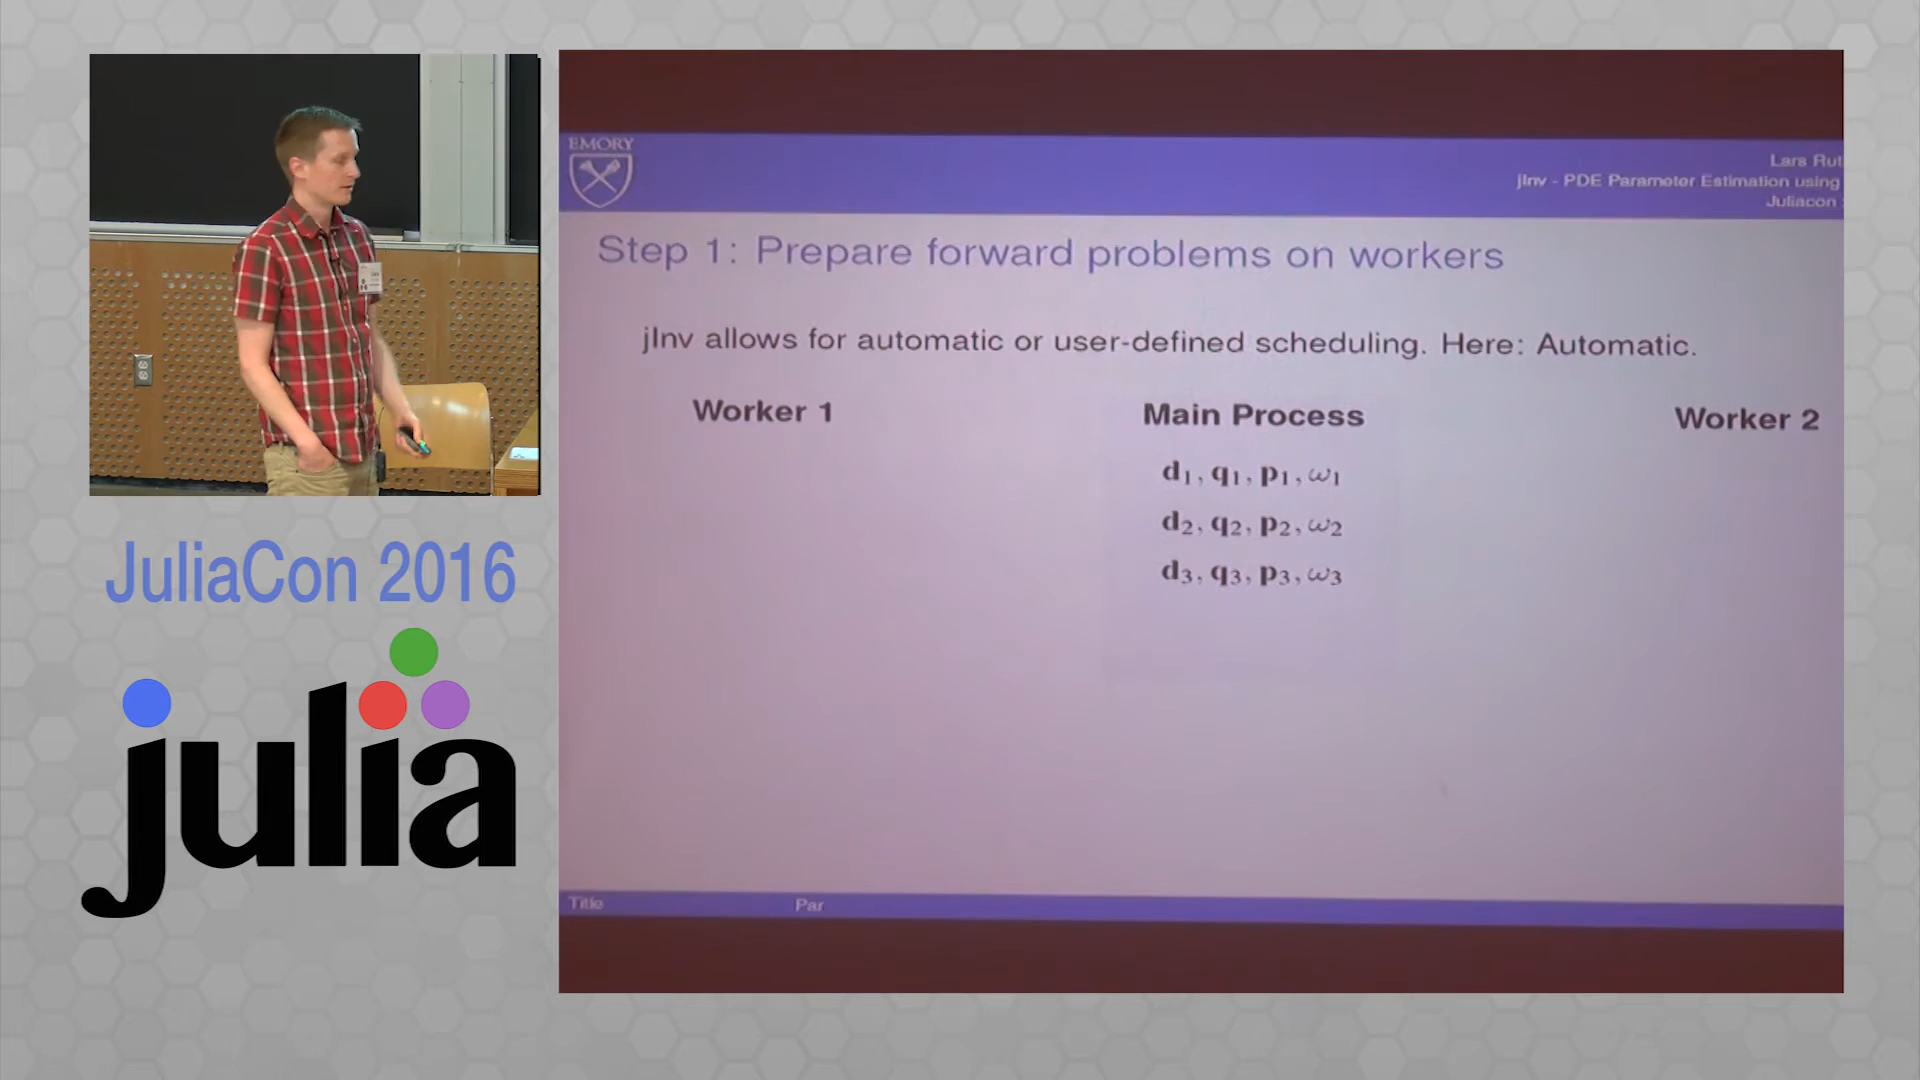 EMORY
Lars Rut
jInv - PDE Parameter Estimation using
Juliacon
Step 1: Prepare forward problems on workers
jInv allows for automatic or user-defined scheduling. Here: Automatic.
Worker 1
Main Process
Worker 2
d₁, q₁, p₁, ω₁
d₂, q₂, p₂, ω₂
d₃, q₃, p₃, ω₃
Title
Par
JuliaCon 2016
julia